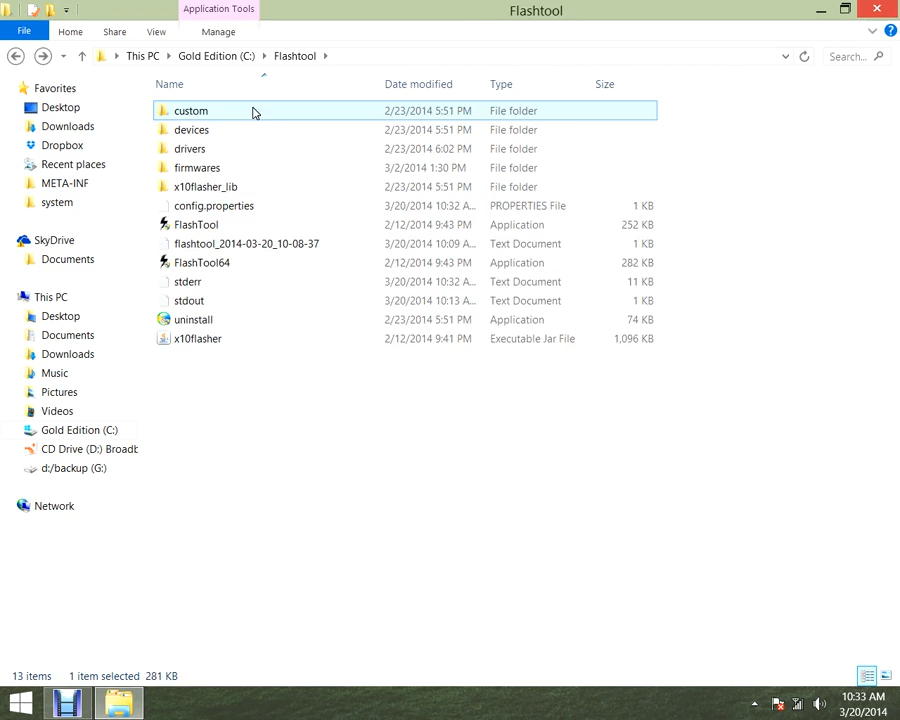 Application Tools
Flashtool
File Home Share View Manage
This PC Gold Edition (C:) Flashtool Search...
Name Date modified Type Size
custom 2/23/2014 5:51 PM File folder
devices 2/23/2014 5:51 PM File folder
drivers 2/23/2014 6:02 PM File folder
firmwares 3/2/2014 1:30 PM File folder
x10flasher_lib 2/23/2014 5:51 PM File folder
config.properties 3/20/2014 10:32 A... PROPERTIES File 1 KB
FlashTool 2/12/2014 9:43 PM Application 252 KB
flashtool_2014-03-20_10-08-37 3/20/2014 10:09 A... Text Document 1 KB
FlashTool64 2/12/2014 9:43 PM Application 282 KB
stderr 3/20/2014 10:32 A... Text Document 11 KB
stdout 3/20/2014 10:13 A... Text Document 1 KB
uninstall 2/23/2014 5:51 PM Application 74 KB
x10flasher 2/12/2014 9:41 PM Executable Jar File 1,096 KB
Favorites
Desktop
Downloads
Dropbox
Recent places
META-INF
system
SkyDrive
Documents
This PC
Desktop
Documents
Downloads
Music
Pictures
Videos
Gold Edition (C:)
CD Drive (D:) Broadb
d:/backup (G:)
Network
13 items 1 item selected 281 KB
10:33 AM
3/20/2014